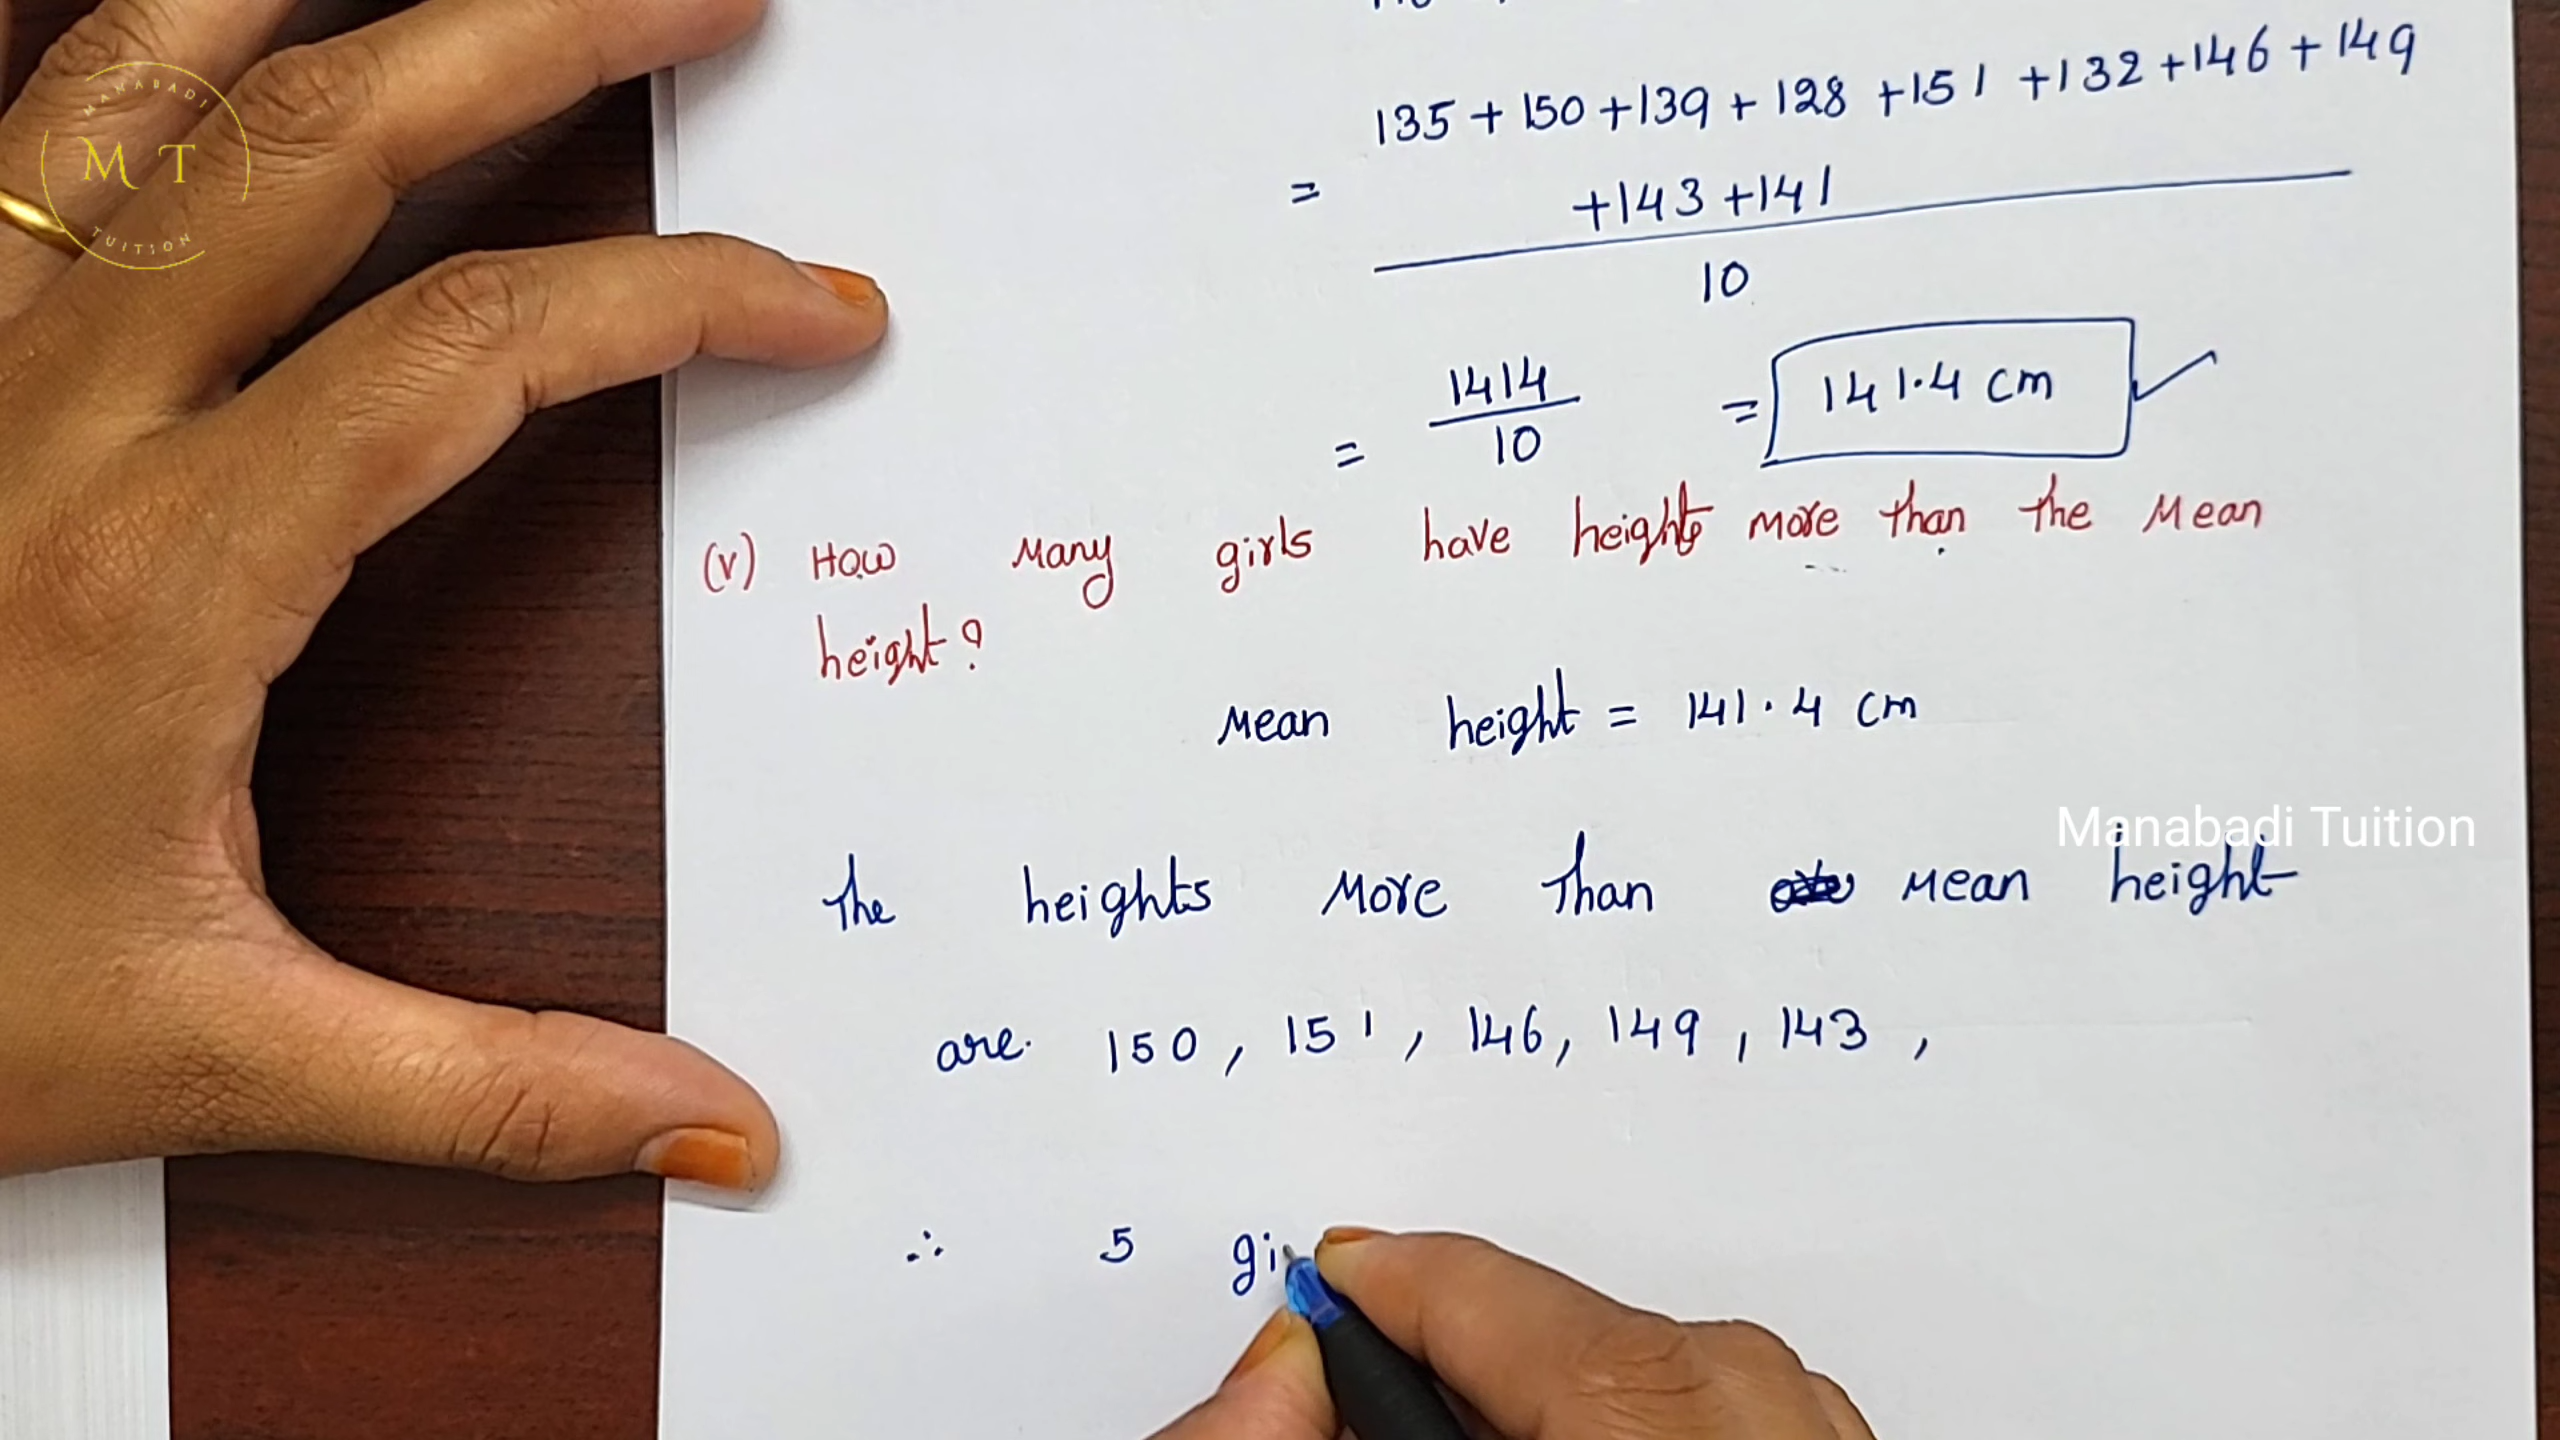 MANABADI
M T
TUITION
135 + 150 + 139 + 128 + 151 + 132 + 146 + 149
= +143 +141
10
= 1414 = 141.4 cm
10
(v) How Many girls have heights more than the Mean
height?
Mean height = 141.4 cm
Manabadi Tuition
The heights More Than Mean height
are. 150, 151, 146, 149, 143,
∴ 5 gi